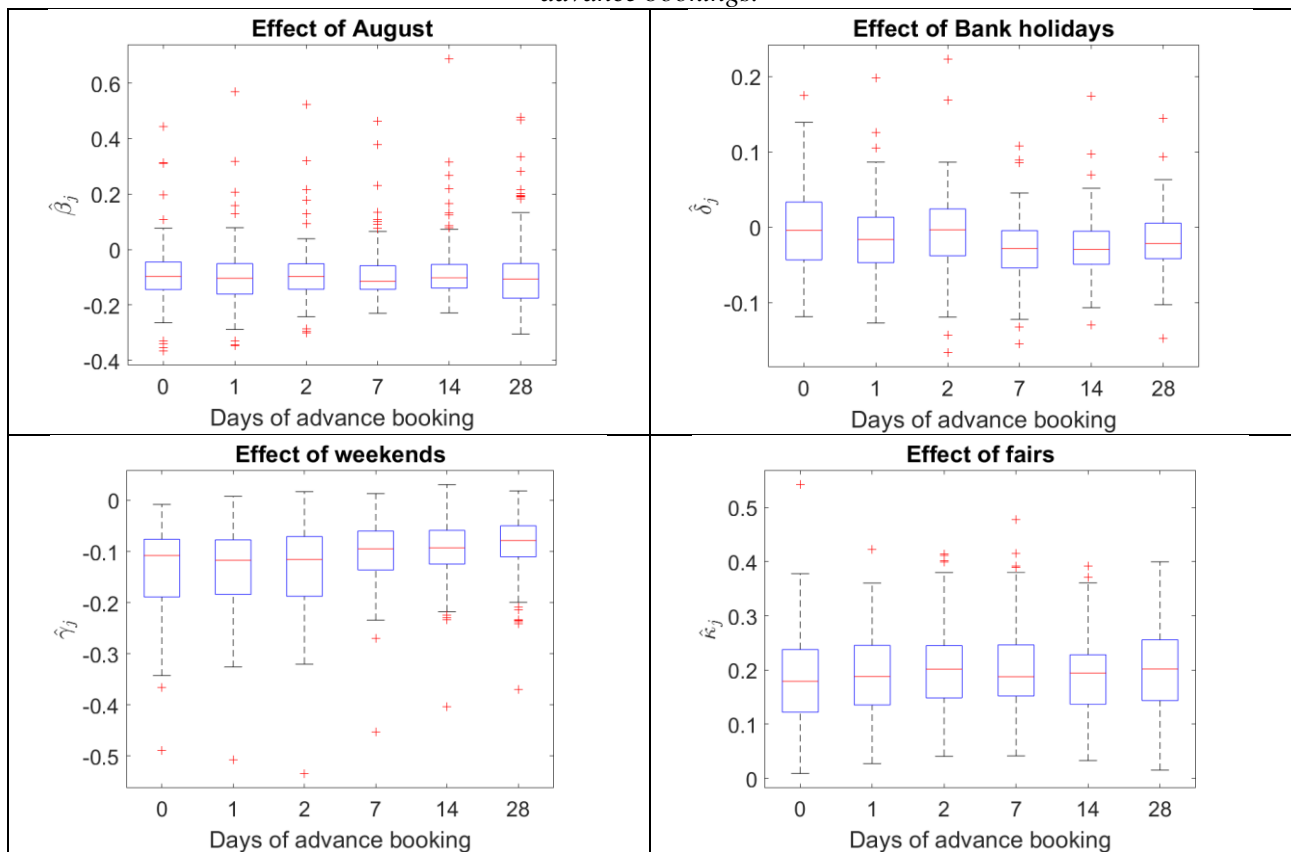 advance bookings.
Effect of August
0.6
0.4
0.2
0
-0.2
-0.4
β̂j
0 1 2 7 14 28
Days of advance booking
Effect of Bank holidays
0.2
0.1
0
-0.1
δ̂j
0 1 2 7 14 28
Days of advance booking
Effect of weekends
0
-0.1
-0.2
-0.3
-0.4
-0.5
γ̂j
0 1 2 7 14 28
Days of advance booking
Effect of fairs
0.5
0.4
0.3
0.2
0.1
0
κ̂j
0 1 2 7 14 28
Days of advance booking